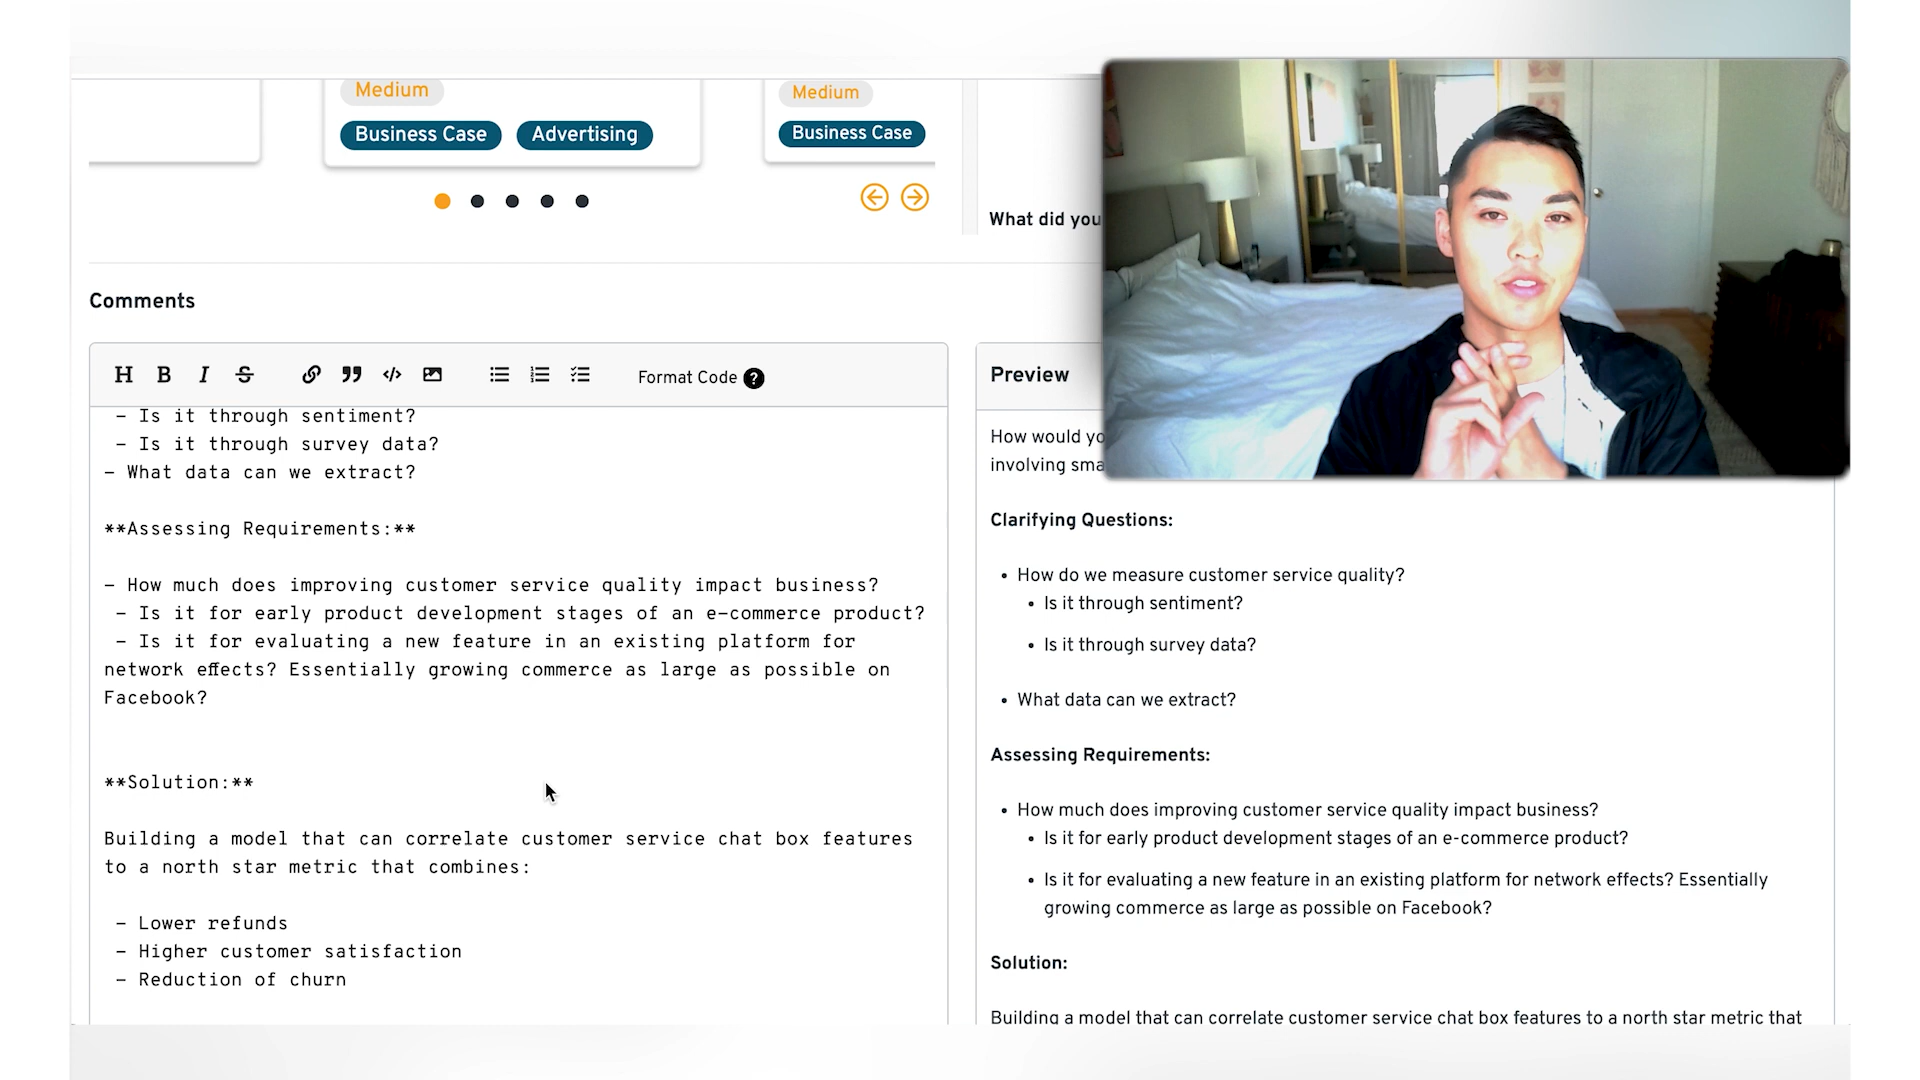 Medium
Business Case
Advertising
Medium
Business Case
What did you
Comments
H B I S
Format Code ?
- Is it through sentiment?
- Is it through survey data?
- What data can we extract?
**Assessing Requirements:**
- How much does improving customer service quality impact business?
- Is it for early product development stages of an e-commerce product?
- Is it for evaluating a new feature in an existing platform for
network effects? Essentially growing commerce as large as possible on
Facebook?
**Solution:**
Building a model that can correlate customer service chat box features
to a north star metric that combines:
- Lower refunds
- Higher customer satisfaction
- Reduction of churn
Preview
How would yo
involving sma
Clarifying Questions:
• How do we measure customer service quality?
• Is it through sentiment?
• Is it through survey data?
• What data can we extract?
Assessing Requirements:
• How much does improving customer service quality impact business?
• Is it for early product development stages of an e-commerce product?
• Is it for evaluating a new feature in an existing platform for network effects? Essentially
growing commerce as large as possible on Facebook?
Solution:
Building a model that can correlate customer service chat box features to a north star metric that